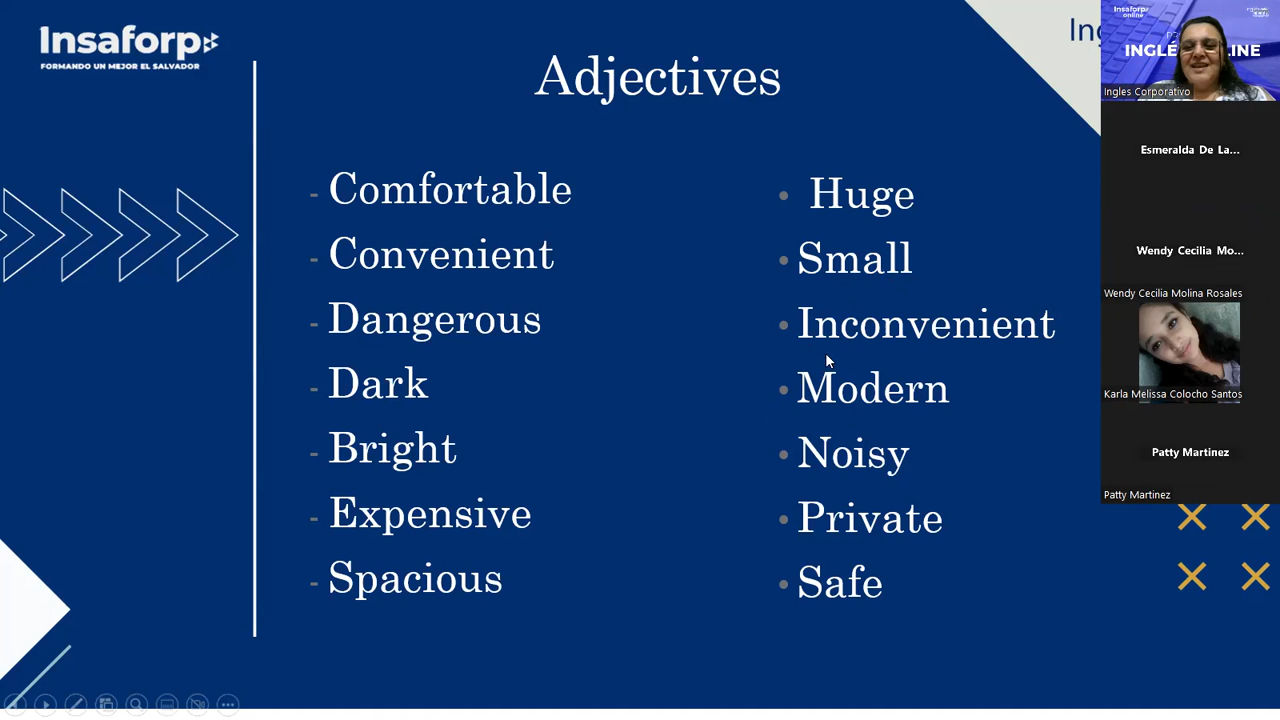 Insaforp
FORMANDO UN MEJOR EL SALVADOR
Adjectives
- Comfortable
- Convenient
- Dangerous
- Dark
- Bright
- Expensive
- Spacious
• Huge
• Small
• Inconvenient
• Modern
• Noisy
• Private
• Safe
Insaforp
online
Ingles Corporativo
Esmeralda De La...
Wendy Cecilia Mo...
Wendy Cecilia Molina Rosales
Karla Melissa Colocho Santos
Patty Martinez
Patty Martinez